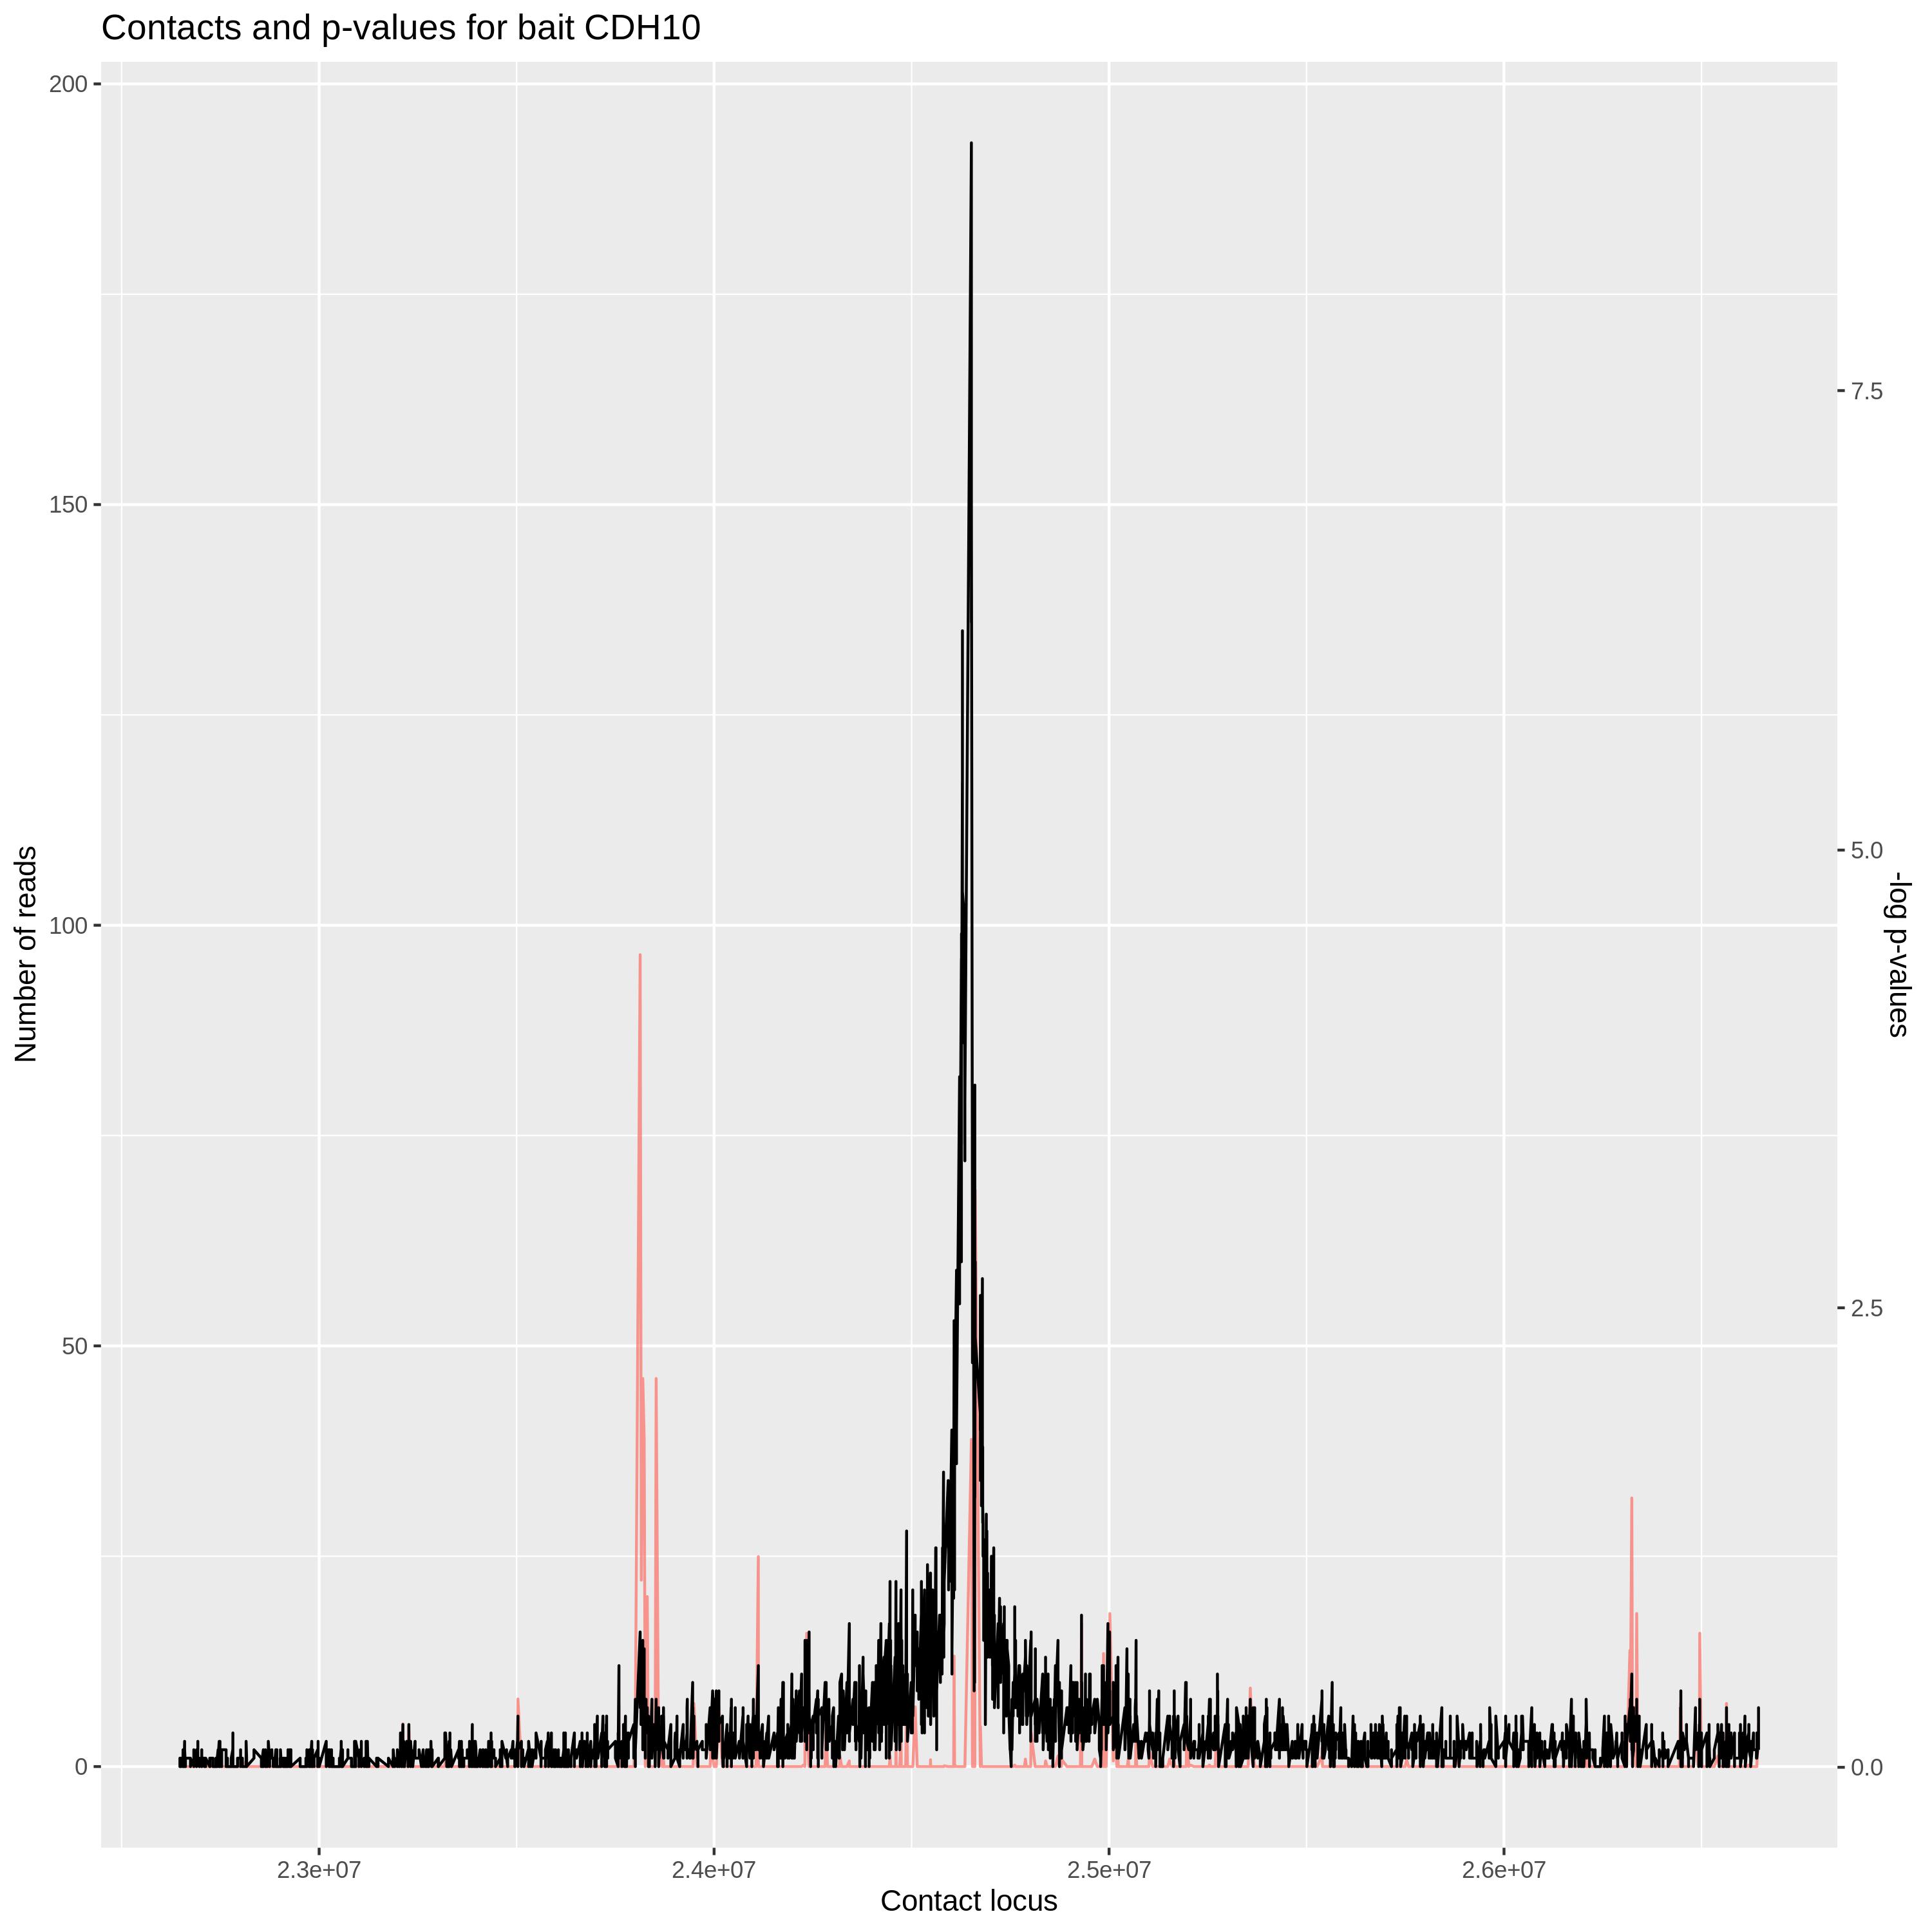 Contacts and p-values for bait CDH10
200
150
100
50
0
Number of reads
7.5
5.0
2.5
0.0
-log p-values
2.3e+07
2.4e+07
2.5e+07
2.6e+07
Contact locus